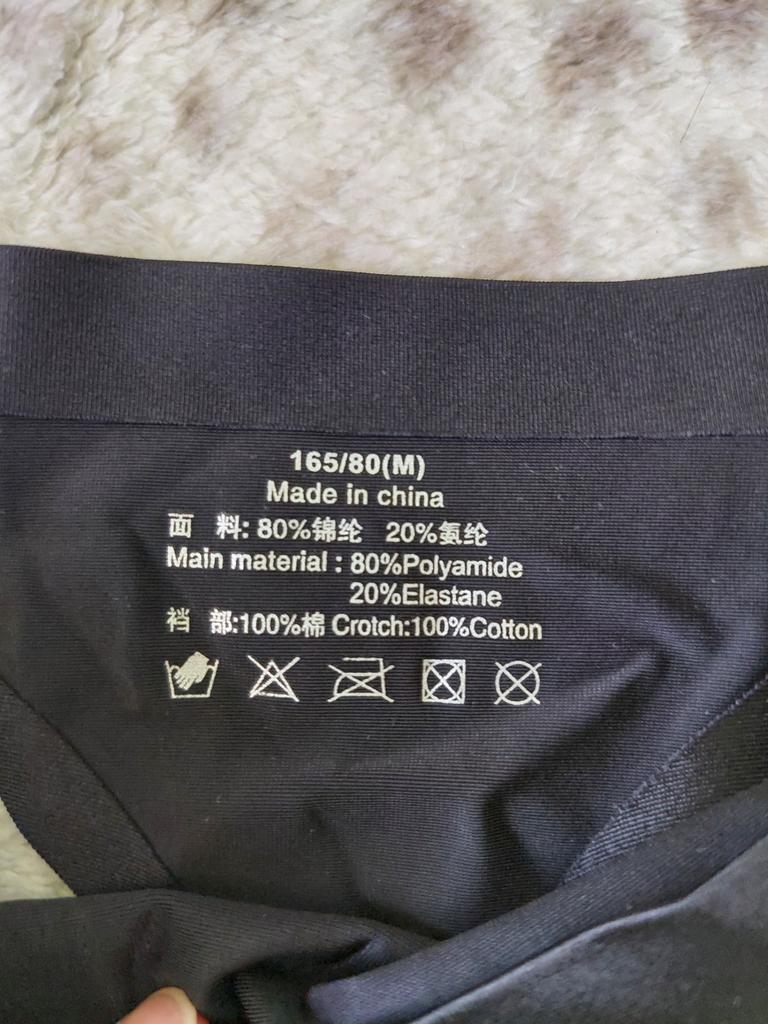 165/80(M)
Made in china
面 料: 80%锦纶 20%氨纶
Main material : 80%Polyamide
20%Elastane
裆 部:100%棉 Crotch:100%Cotton